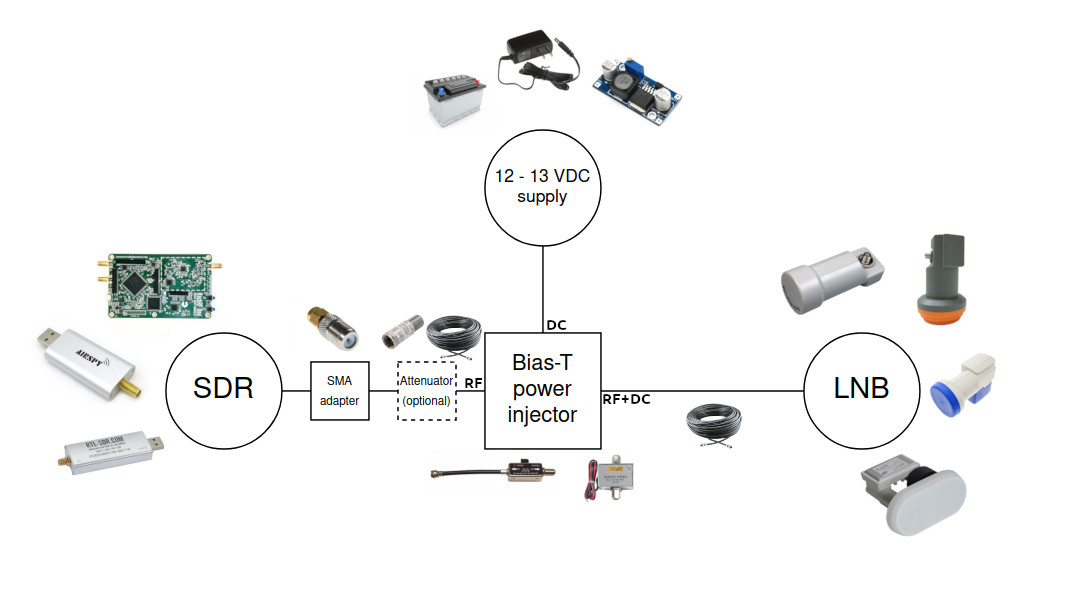 12 - 13 VDC
supply
DC
AIRSPY
SDR
SMA
adapter
Attenuator
(optional)
RF
Bias-T
power
injector
RF+DC
LNB
RTL-SDR.COM